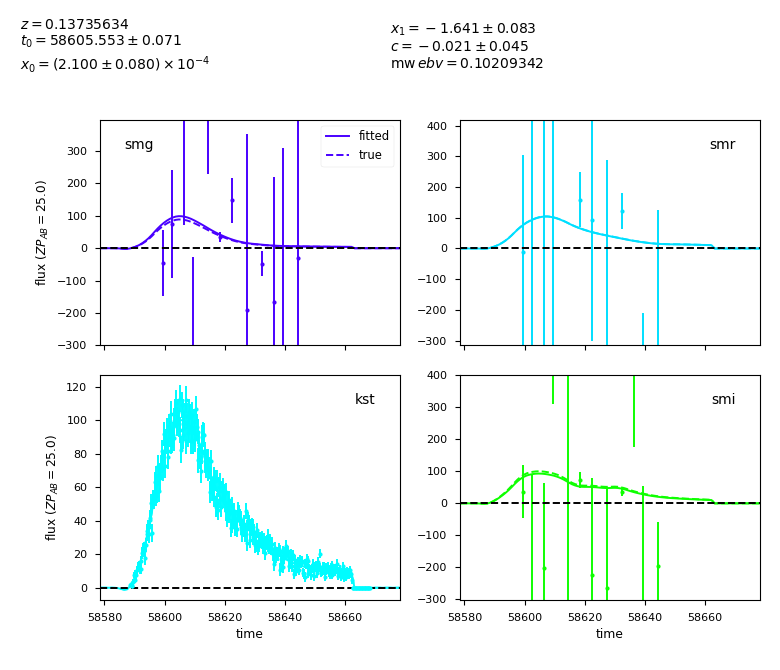 z = 0.13735634
t₀ = 58605.553 ± 0.071
x₀ = (2.100 ± 0.080) × 10⁻⁴
x₁ = −1.641 ± 0.083
c = −0.021 ± 0.045
mw ebv = 0.10209342
smg
fitted
true
300
200
100
0
−100
−200
−300
flux (ZP_AB = 25.0)
smr
400
300
200
100
0
−100
−200
−300
kst
120
100
80
60
40
20
0
flux (ZP_AB = 25.0)
58580 58600 58620 58640 58660
time
smi
400
300
200
100
0
−100
−200
−300
58580 58600 58620 58640 58660
time